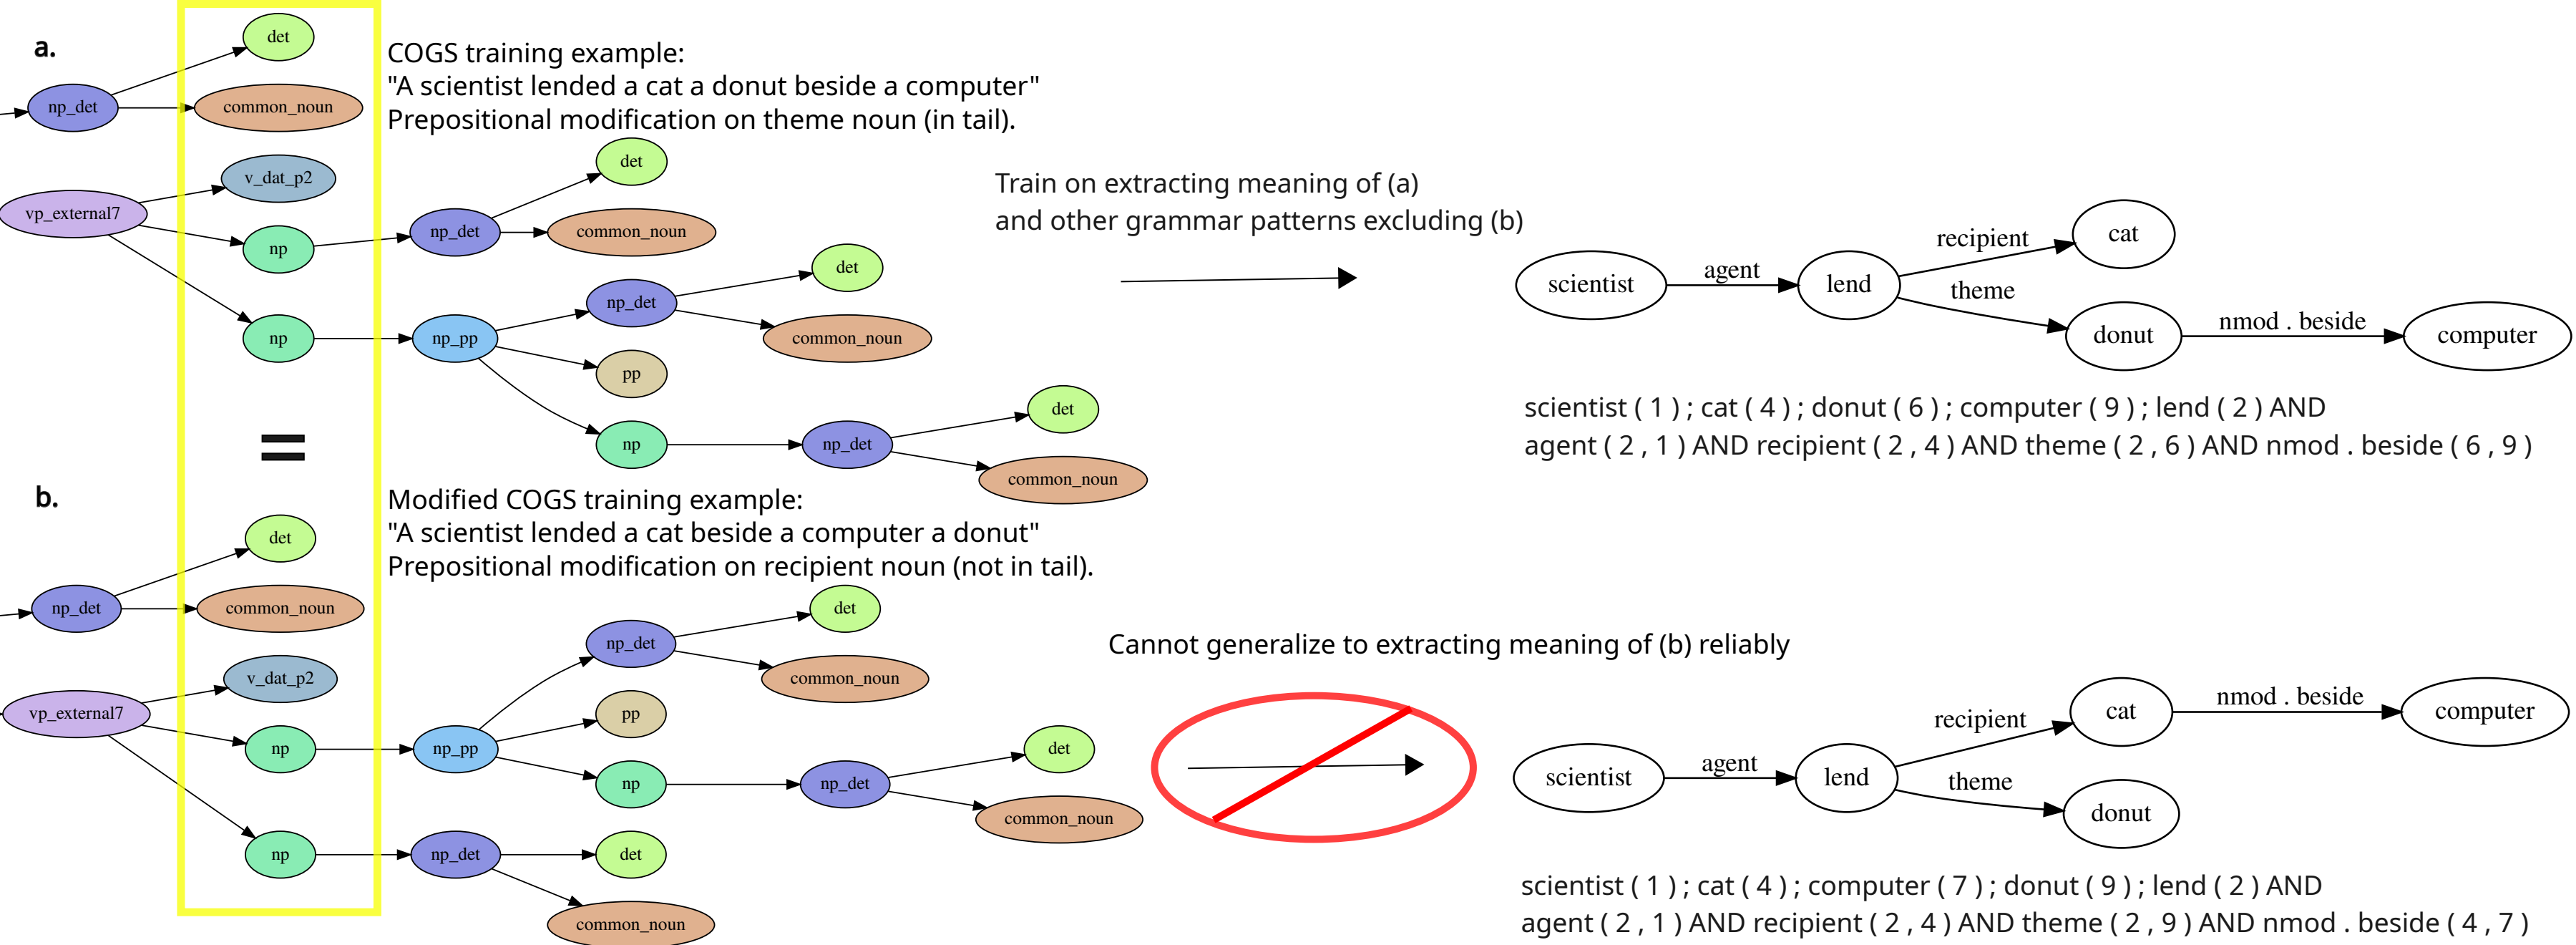 a.
det
np_det
common_noun
v_dat_p2
vp_external7
np
np
COGS training example:
"A scientist lended a cat a donut beside a computer"
Prepositional modification on theme noun (in tail).
det
np_det
common_noun
det
np_det
np_pp
common_noun
pp
det
np
np_det
common_noun
Train on extracting meaning of (a)
and other grammar patterns excluding (b)
scientist
agent
lend
recipient
cat
theme
donut
nmod . beside
computer
scientist ( 1 ) ; cat ( 4 ) ; donut ( 6 ) ; computer ( 9 ) ; lend ( 2 ) AND
agent ( 2 , 1 ) AND recipient ( 2 , 4 ) AND theme ( 2 , 6 ) AND nmod . beside ( 6 , 9 )
=
b.
det
np_det
common_noun
v_dat_p2
vp_external7
np
np
Modified COGS training example:
"A scientist lended a cat beside a computer a donut"
Prepositional modification on recipient noun (not in tail).
det
np_det
common_noun
pp
np_pp
det
np
np_det
common_noun
np_det
det
common_noun
Cannot generalize to extracting meaning of (b) reliably
scientist
agent
lend
recipient
cat
nmod . beside
computer
theme
donut
scientist ( 1 ) ; cat ( 4 ) ; computer ( 7 ) ; donut ( 9 ) ; lend ( 2 ) AND
agent ( 2 , 1 ) AND recipient ( 2 , 4 ) AND theme ( 2 , 9 ) AND nmod . beside ( 4 , 7 )